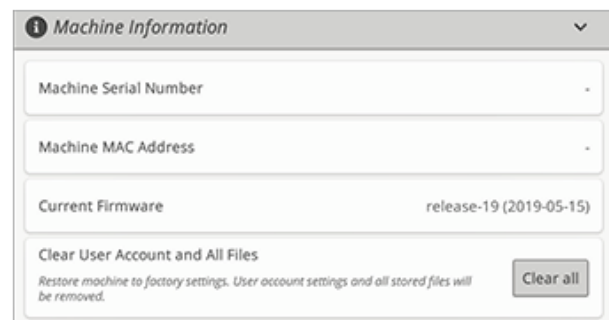 Machine Information
Machine Serial Number -
Machine MAC Address -
Current Firmware release-19 (2019-05-15)
Clear User Account and All Files
Restore machine to factory settings. User account settings and all stored files will
be removed.
Clear all